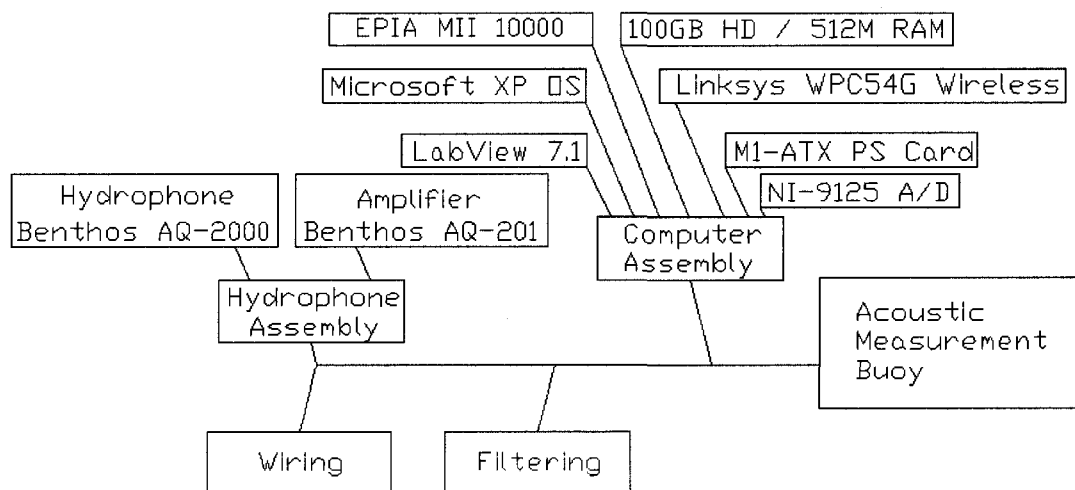 EPIA MII 10000
100GB HD / 512M RAM
Microsoft XP OS
Linksys WPC54G Wireless
LabView 7.1
M1-ATX PS Card
Hydrophone
Benthos AQ-2000
Amplifier
Benthos AQ-201
NI-9125 A/D
Computer
Assembly
Hydrophone
Assembly
Acoustic
Measurement
Buoy
Wiring
Filtering